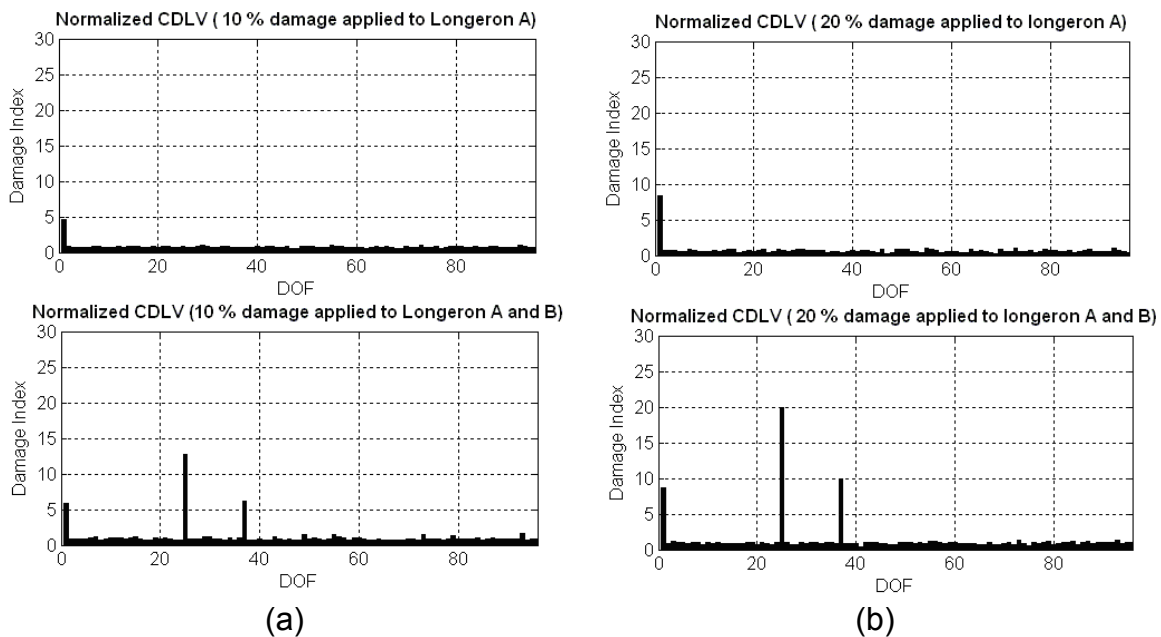 Normalized CDLV ( 10 % damage applied to Longeron A)
30
25
20
15
10
5
0
Damage Index
0 20 40 60 80
DOF
Normalized CDLV ( 20 % damage applied to longeron A)
30
25
20
15
10
5
0
Damage Index
0 20 40 60 80
DOF
Normalized CDLV (10 % damage applied to Longeron A and B)
30
25
20
15
10
5
0
Damage Index
0 20 40 60 80
DOF
Normalized CDLV ( 20 % damage applied to longeron A and B)
30
25
20
15
10
5
0
Damage Index
0 20 40 60 80
DOF
(a)
(b)